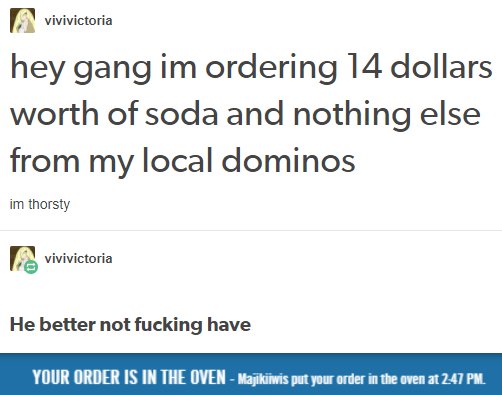 vivivictoria
hey gang im ordering 14 dollars
worth of soda and nothing else
from my local dominos
im thorsty
vivivictoria
He better not fucking have
YOUR ORDER IS IN THE OVEN - Majikiiwis put your order in the oven at 2:47 PM.